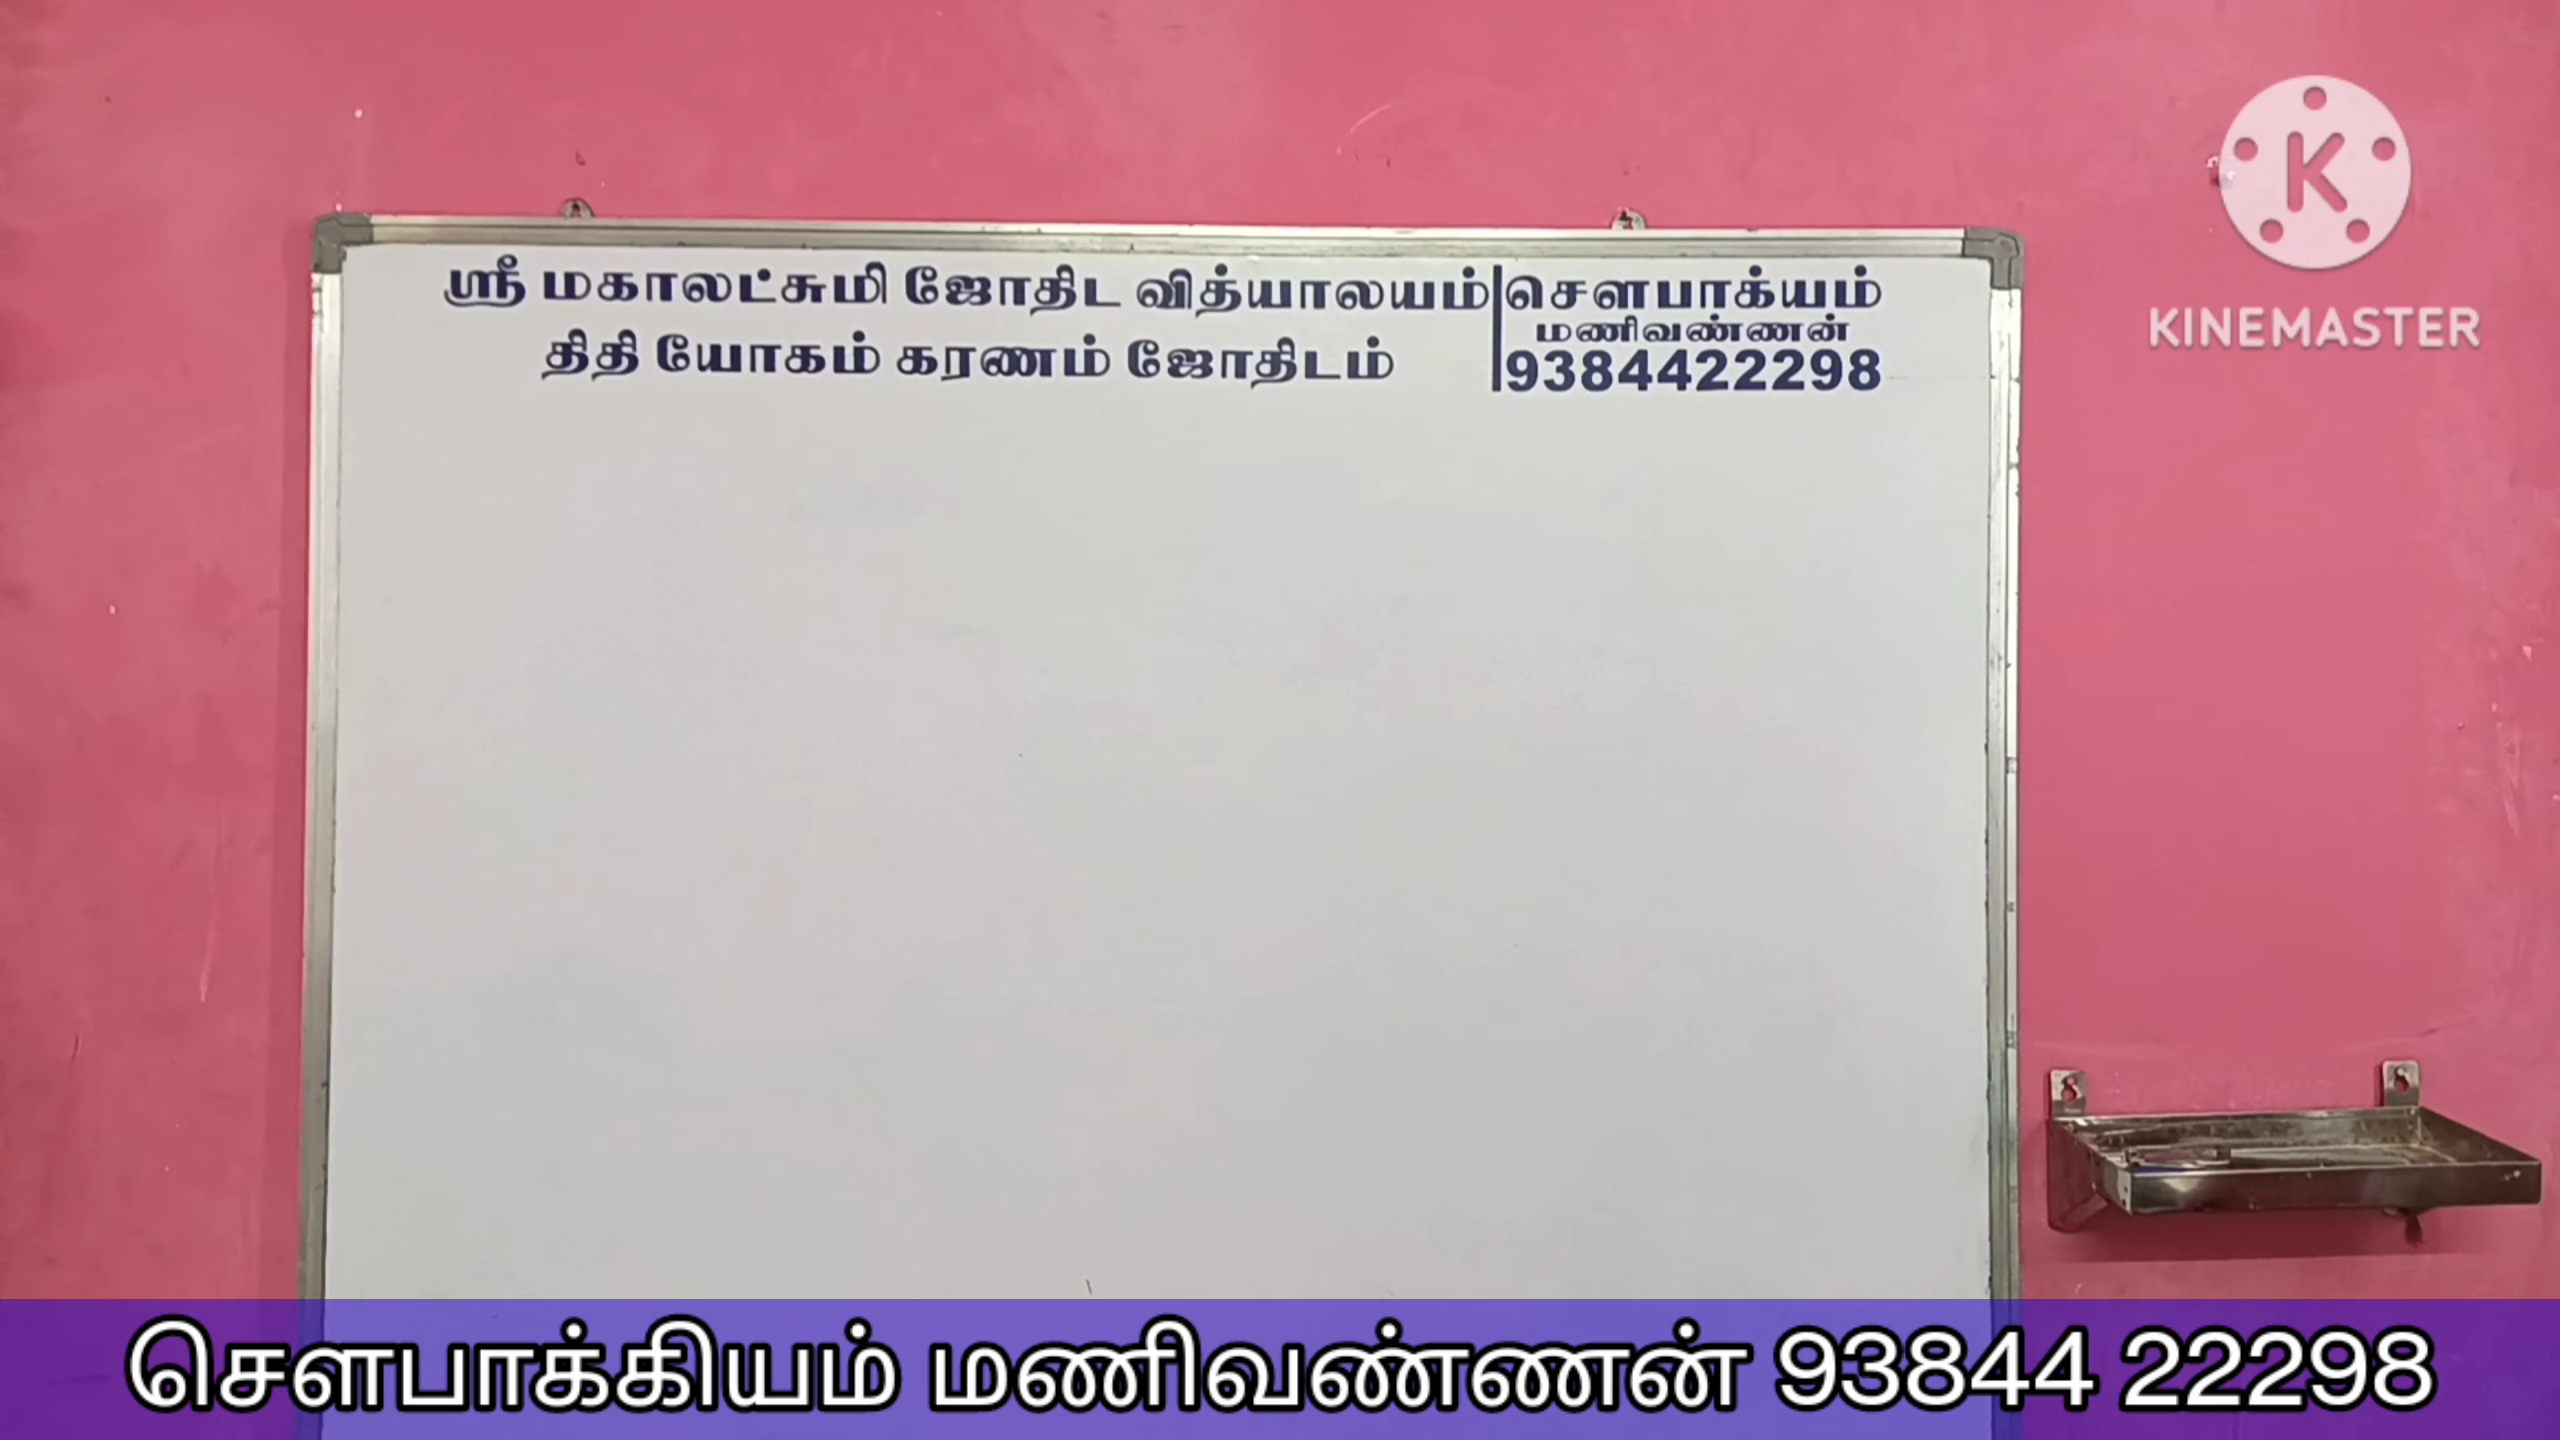 ஸ்ரீ மகாலட்சுமி ஜோதிட வித்யாலயம்
திதி யோகம் கரணம் ஜோதிடம்
சௌபாக்யம்
மணிவண்ணன்
9384422298
KINEMASTER
சௌபாக்கியம் மணிவண்ணன் 93844 22298